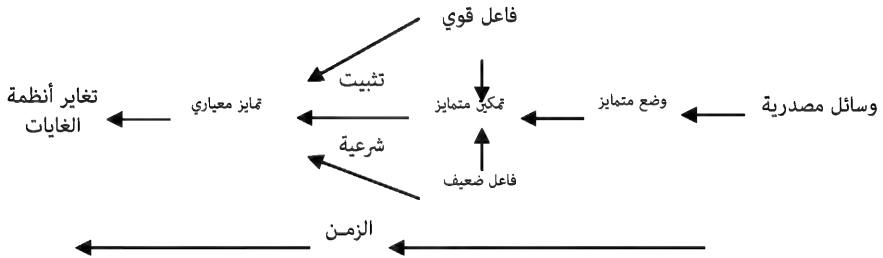 فاعل قوي
تثبيت
وسائل مصدرية
وضع متمايز
تمكين متمايز
تمايز معياري
تغاير أنظمة
الغايات
شرعية
فاعل ضعيف
الزمـن